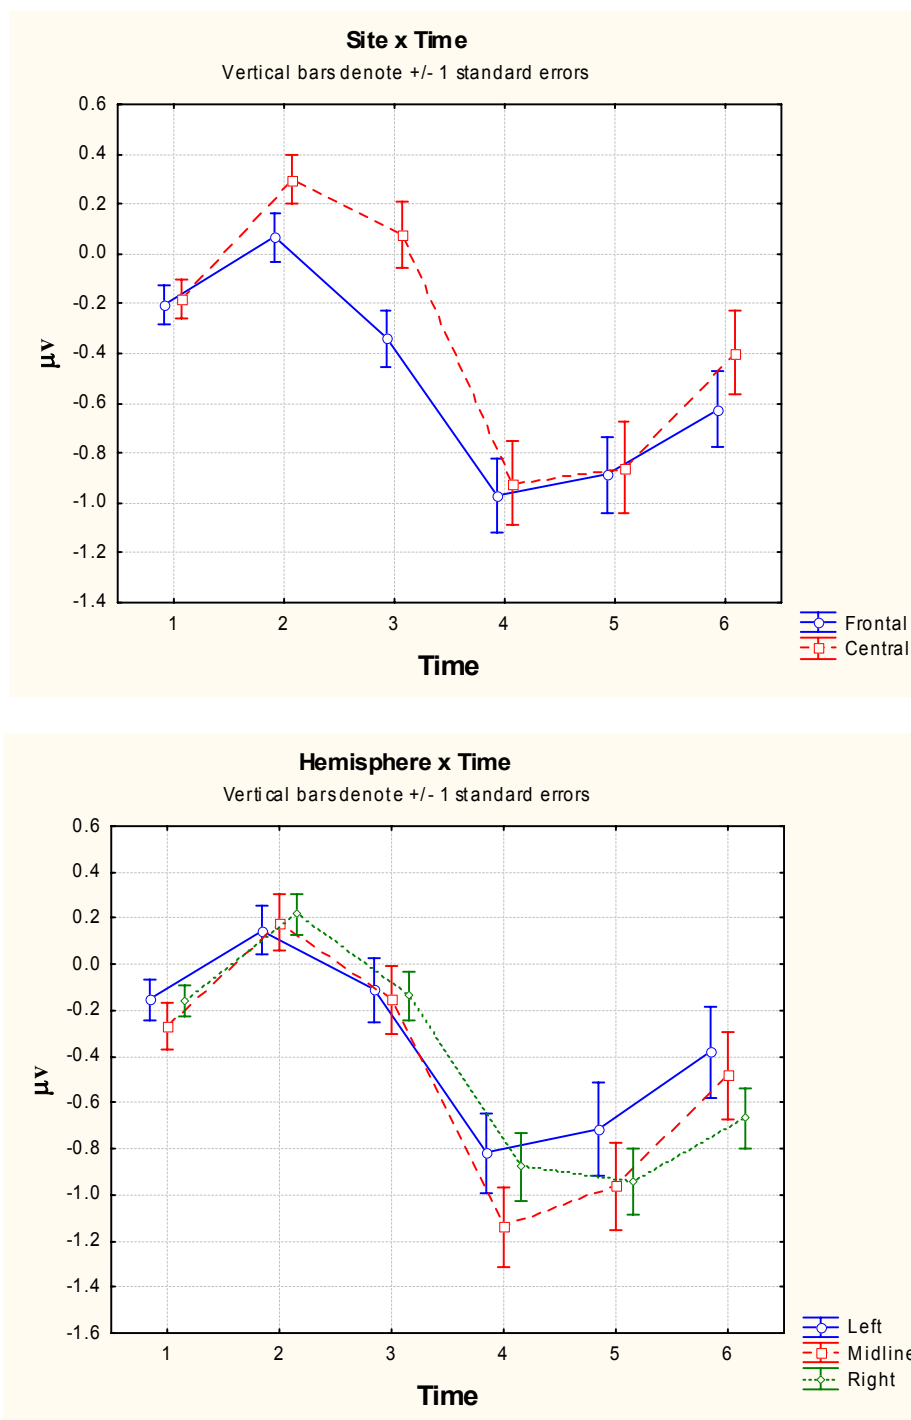 Site x Time
Vertical bars denote +/- 1 standard errors
0.6
0.4
0.2
0.0
-0.2
-0.4
-0.6
-0.8
-1.0
-1.2
-1.4
μv
1 2 3 4 5 6
Time
Frontal
Central
Hemisphere x Time
Vertical bars denote +/- 1 standard errors
0.6
0.4
0.2
0.0
-0.2
-0.4
-0.6
-0.8
-1.0
-1.2
-1.4
-1.6
μv
1 2 3 4 5 6
Time
Left
Midline
Right